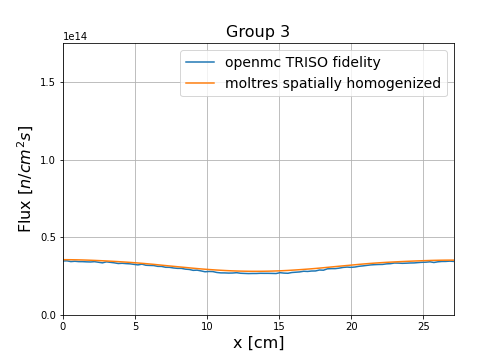 Group 3
1e14
openmc TRISO fidelity
moltres spatially homogenized
1.5
1.0
0.5
0.0
Flux [n/cm²s]
0 5 10 15 20 25
x [cm]